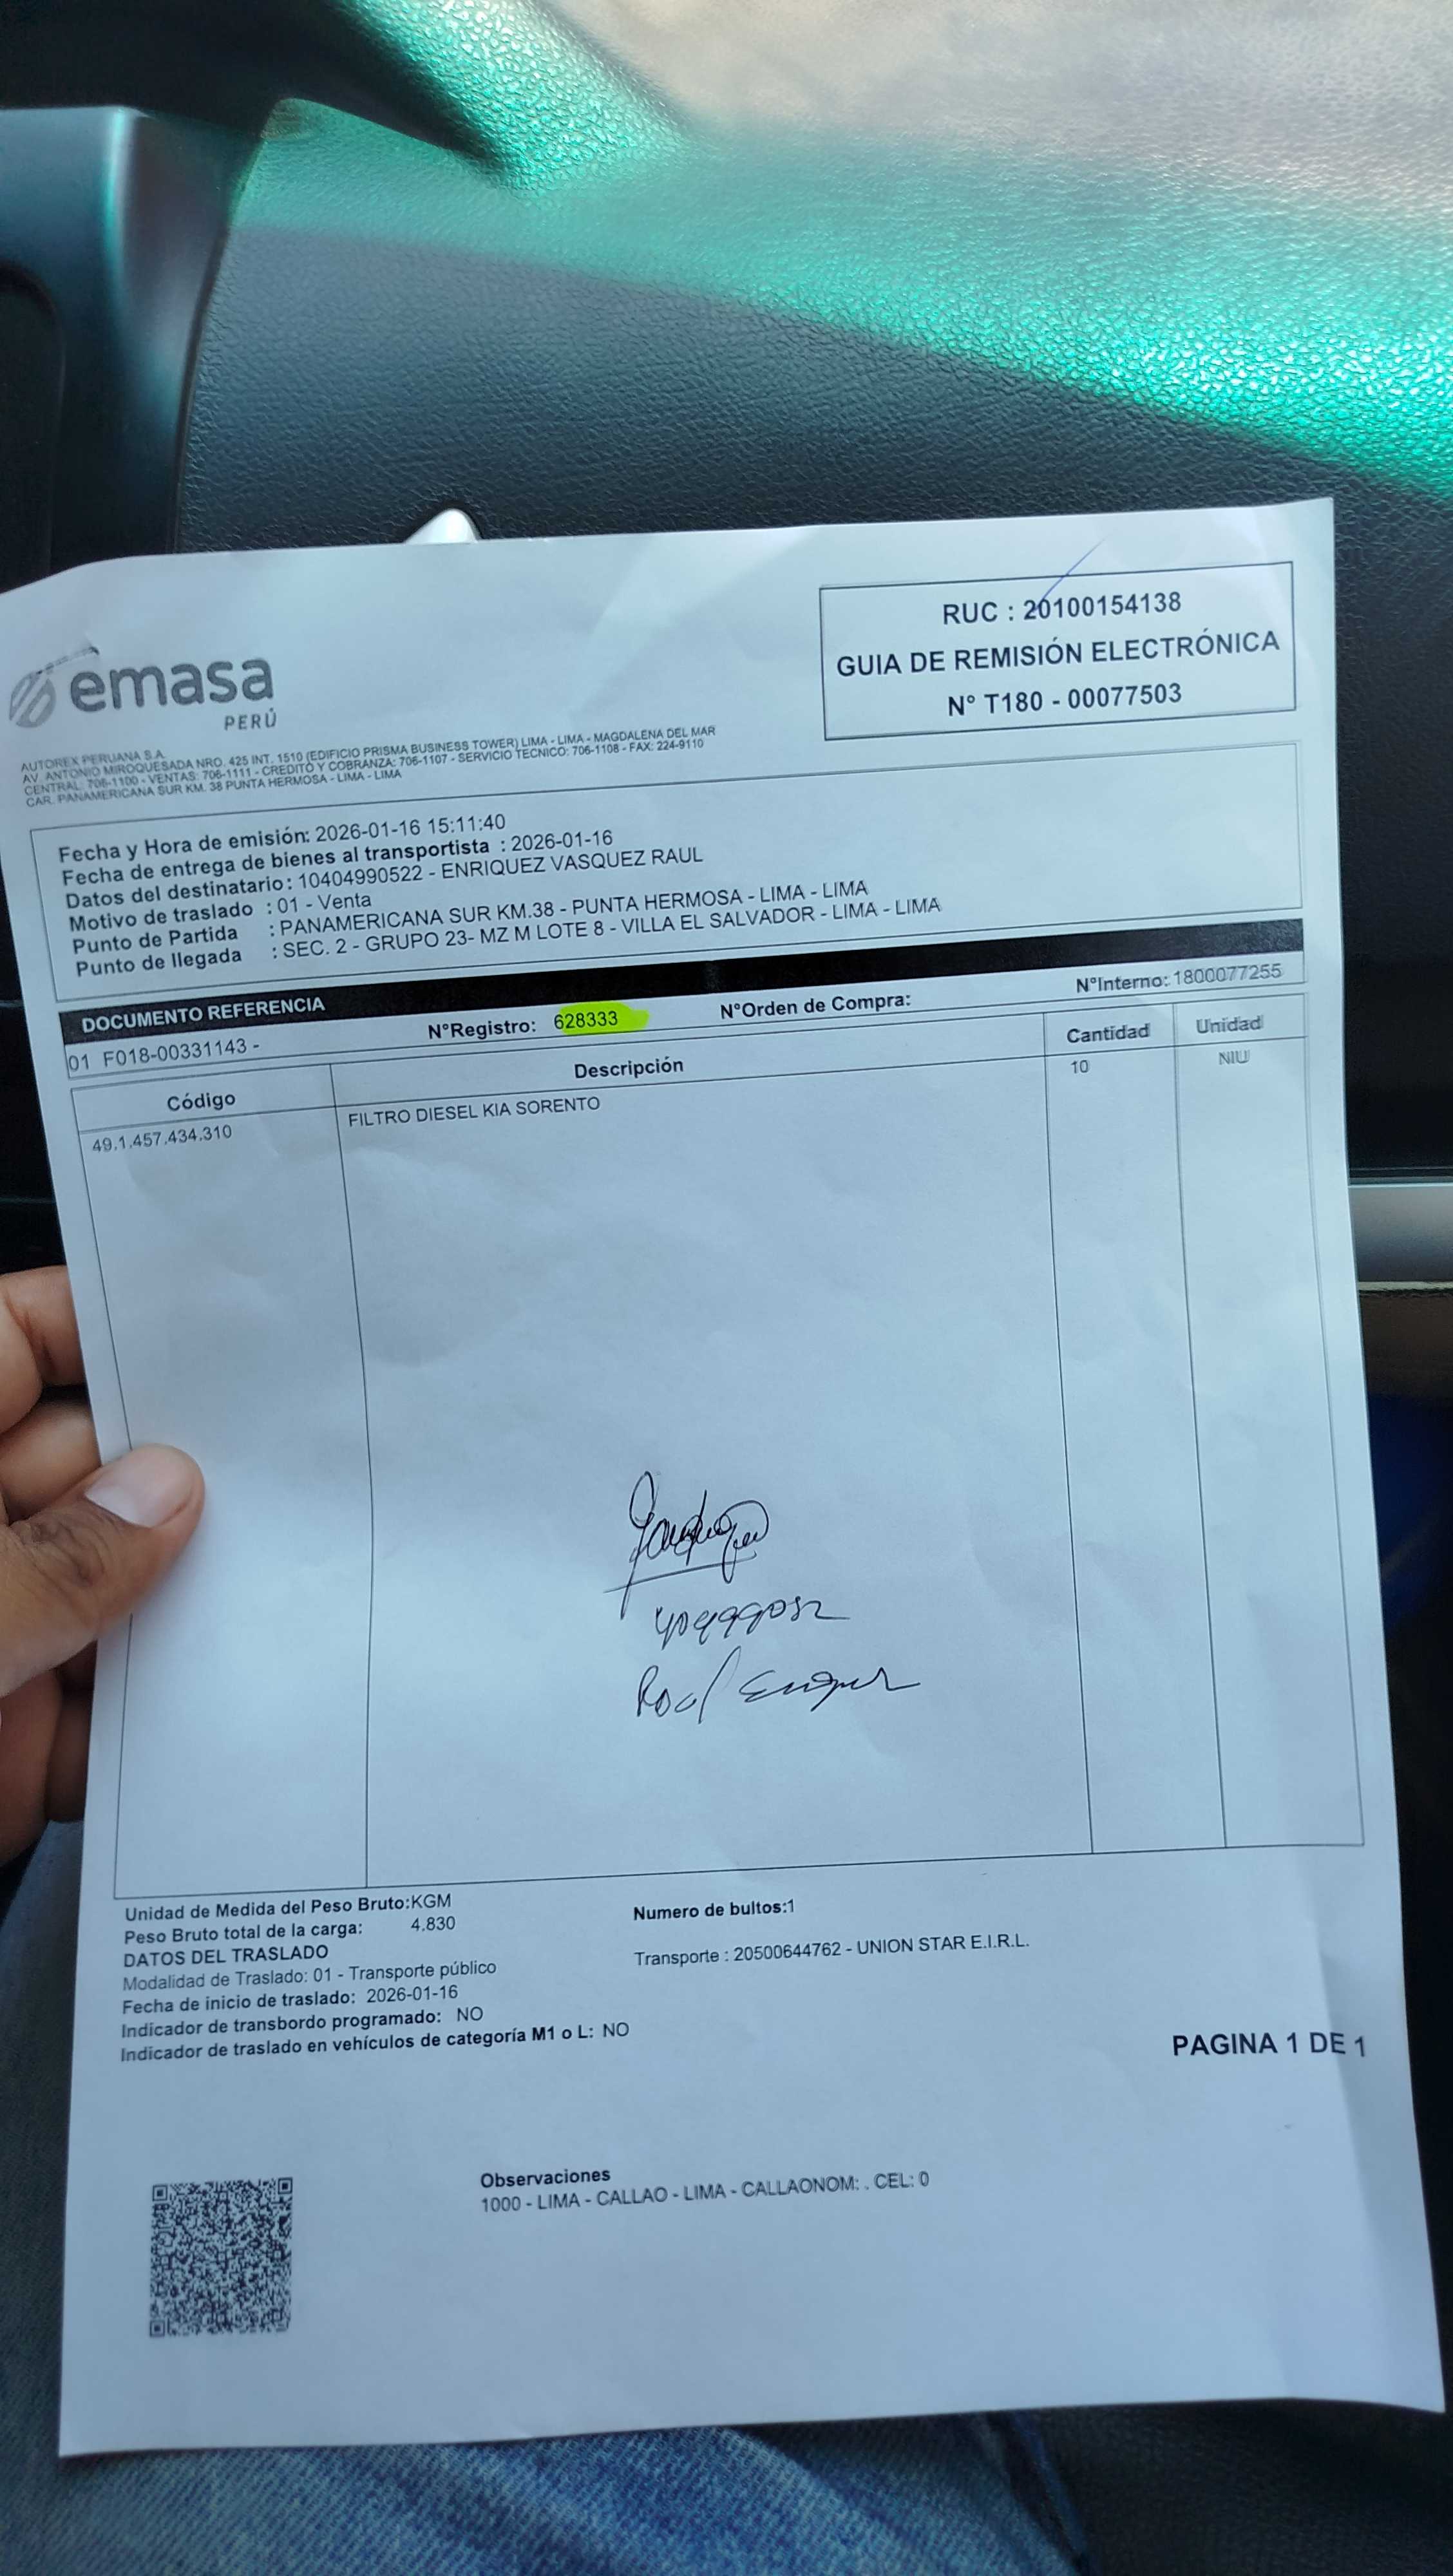 emasa
PERÚ
RUC : 20100154138
GUIA DE REMISIÓN ELECTRÓNICA
N° T180 - 00077503
AUTOREX PERUANA S.A.
AV. ANTONIO MIROQUESADA NRO. 425 INT. 1510 (EDIFICIO PRISMA BUSINESS TOWER) LIMA - LIMA - MAGDALENA DEL MAR
CENTRAL: 706-1100 - VENTAS: 706-1111 - CREDITO Y COBRANZA: 706-1107 - SERVICIO TECNICO: 706-1108 - FAX: 224-9110
CAR. PANAMERICANA SUR KM. 38 PUNTA HERMOSA - LIMA - LIMA
Fecha y Hora de emisión: 2026-01-16 15:11:40
Fecha de entrega de bienes al transportista : 2026-01-16
Datos del destinatario : 10404990522 - ENRIQUEZ VASQUEZ RAUL
Motivo de traslado : 01 - Venta
Punto de Partida : PANAMERICANA SUR KM.38 - PUNTA HERMOSA - LIMA - LIMA
Punto de llegada : SEC. 2 - GRUPO 23- MZ M LOTE 8 - VILLA EL SALVADOR - LIMA - LIMA
DOCUMENTO REFERENCIA
01 F018-00331143 - N°Registro: 628333 N°Orden de Compra: N°Interno: 1800077255
Código Descripción Cantidad Unidad
49.1.457.434.310 FILTRO DIESEL KIA SORENTO 10 NIU
40499052
Unidad de Medida del Peso Bruto:KGM
Peso Bruto total de la carga: 4.830 Numero de bultos:1
DATOS DEL TRASLADO
Modalidad de Traslado: 01 - Transporte público Transporte : 20500644762 - UNION STAR E.I.R.L.
Fecha de inicio de traslado: 2026-01-16
Indicador de transbordo programado: NO
Indicador de traslado en vehículos de categoría M1 o L: NO
PAGINA 1 DE 1
Observaciones
1000 - LIMA - CALLAO - LIMA - CALLAONOM: . CEL: 0